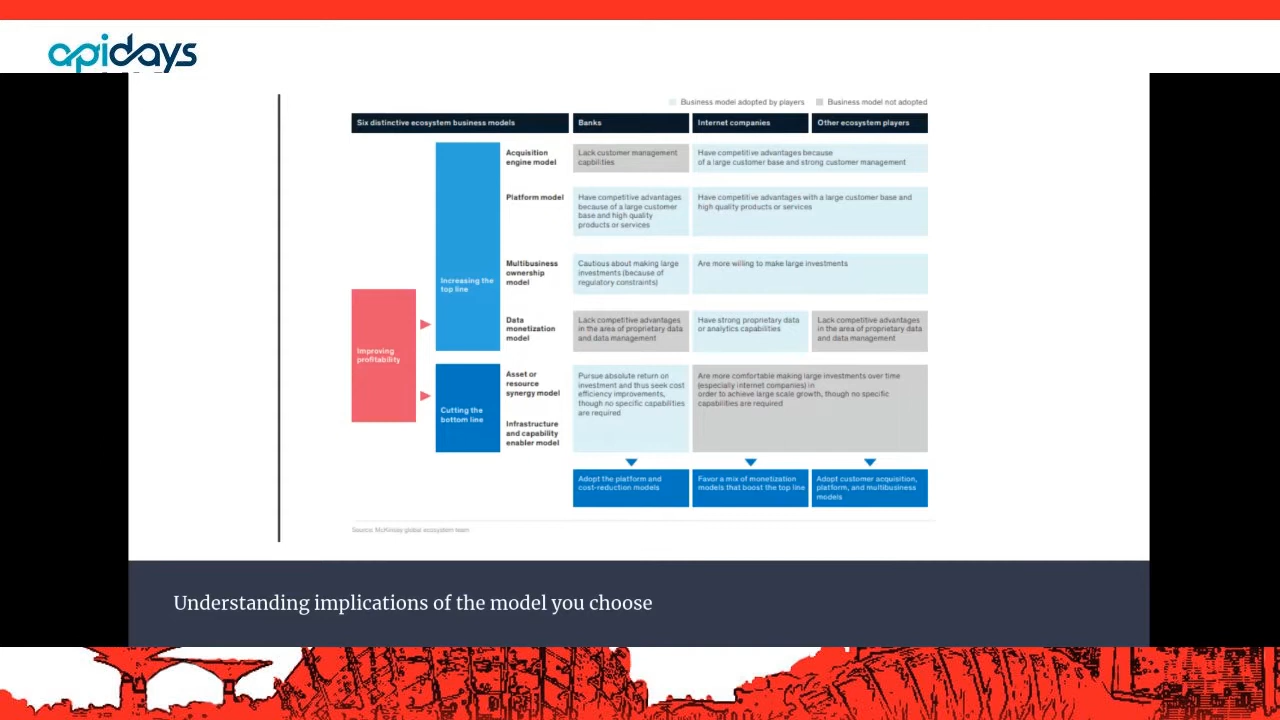 apidays
Business model adopted by players
Business model not adopted
Six distinctive ecosystem business models
Banks
Internet companies
Other ecosystem players
Improving
profitability
Increasing the
top line
Acquisition
engine model
Lack customer management
capbilities
Have competitive advantages because
of a large customer base and strong customer management
Platform model
Have competitive advantages
because of a large customer
base and high quality
products or services
Have competitive advantages with a large customer base and
high quality products or services
Multibusiness
ownership
model
Cautious about making large
investments (because of
regulatory constraints)
Are more willing to make large investments
Data
monetization
model
Lack competitive advantages
in the area of proprietary data
and data management
Have strong proprietary data
or analytics capabilities
Lack competitive advantages
in the area of proprietary data
and data management
Cutting the
bottom line
Asset or
resource
synergy model
Infrastructure
and capability
enabler model
Pursue absolute return on
investment and thus seek cost
efficiency improvements,
though no specific capabilities
are required
Are more comfortable making large investments over time
(especially internet companies) in
order to achieve large scale growth, though no specific
capabilities are required
Adopt the platform and
cost-reduction models
Favor a mix of monetization
models that boost the top line
Adopt customer acquisition,
platform, and multibusiness
models
Source: McKinsey global ecosystem team
Understanding implications of the model you choose